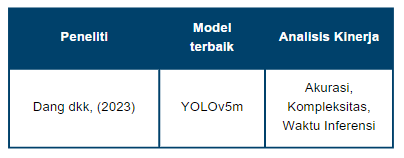 Peneliti
Model
terbaik
Analisis Kinerja
Dang dkk, (2023)
YOLOv5m
Akurasi,
Kompleksitas,
Waktu Inferensi